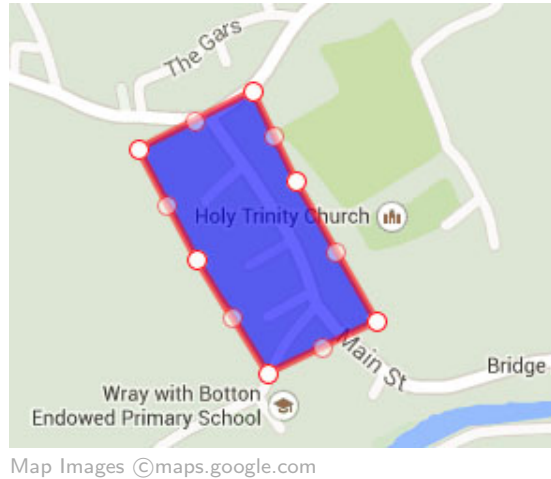 The Gars
Holy Trinity Church
Main St
Bridge
Wray with Botton
Endowed Primary School
Map Images ©maps.google.com